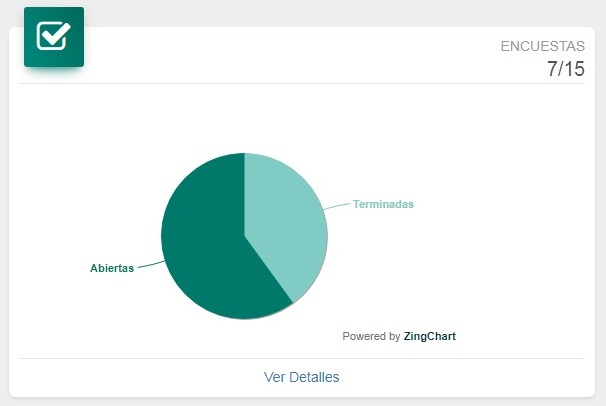 ENCUESTAS
7/15
Terminadas
Abiertas
Powered by ZingChart
Ver Detalles